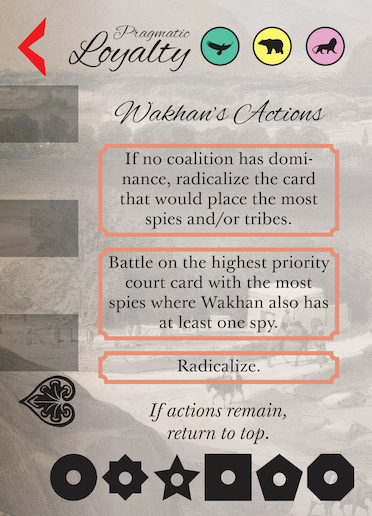 Pragmatic
Loyalty
Wakhan's Actions
If no coalition has domi-
nance, radicalize the card
that would place the most
spies and/or tribes.
Battle on the highest priority
court card with the most
spies where Wakhan also has
at least one spy.
Radicalize.
If actions remain,
return to top.